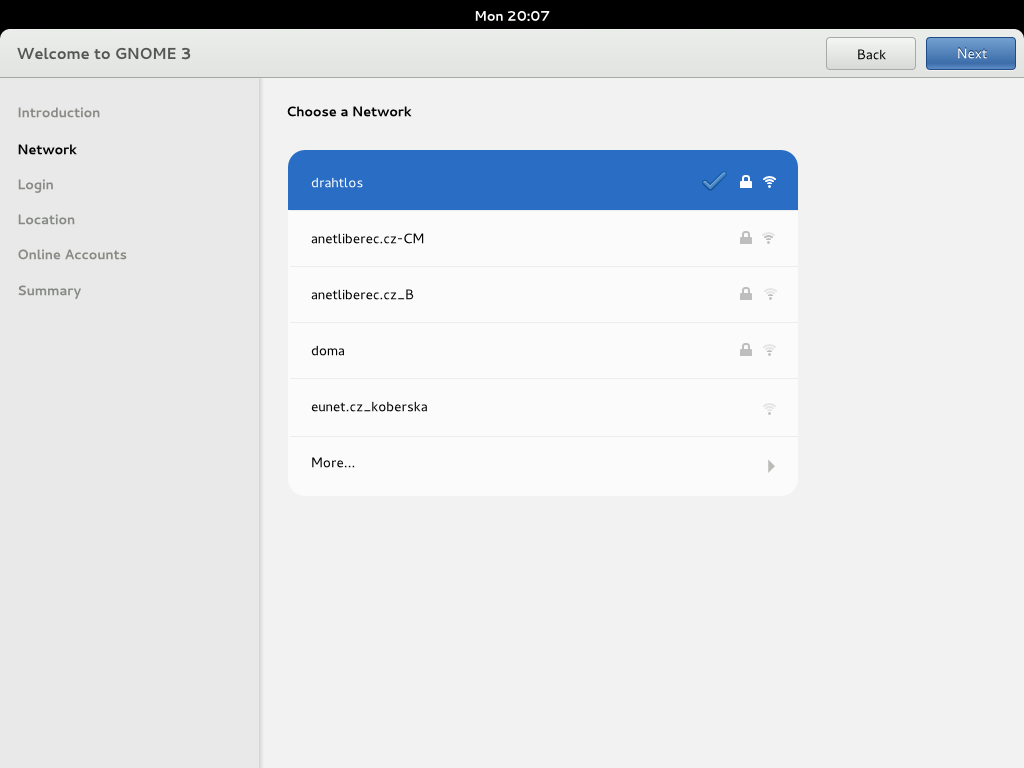 Mon 20:07
Welcome to GNOME 3
Back
Next
Introduction
Network
Login
Location
Online Accounts
Summary
Choose a Network
drahtlos
anetliberec.cz-CM
anetliberec.cz_B
doma
eunet.cz_koberska
More...